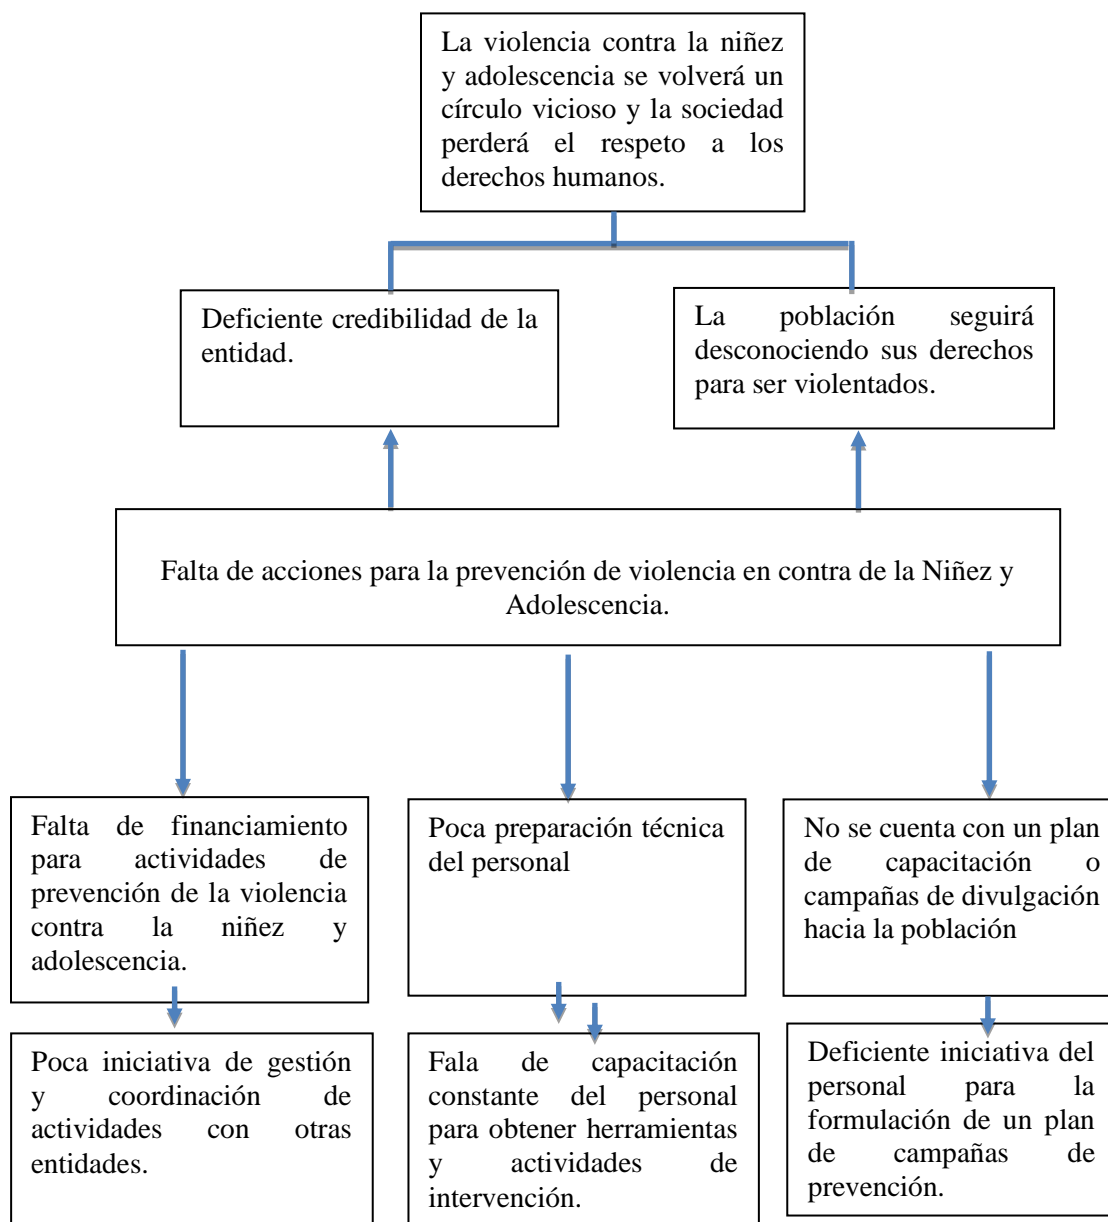 La violencia contra la niñez
y adolescencia se volverá un
círculo vicioso y la sociedad
perderá el respeto a los
derechos humanos.
Deficiente credibilidad de la
entidad.
La población seguirá
desconociendo sus derechos
para ser violentados.
Falta de acciones para la prevención de violencia en contra de la Niñez y
Adolescencia.
Falta de financiamiento
para actividades de
prevención de la violencia
contra la niñez y
adolescencia.
Poca preparación técnica
del personal
No se cuenta con un plan
de capacitación o
campañas de divulgación
hacia la población
Poca iniciativa de gestión
y coordinación de
actividades con otras
entidades.
Fala de capacitación
constante del personal
para obtener herramientas
y actividades de
intervención.
Deficiente iniciativa del
personal para la
formulación de un plan
de campañas de
prevención.